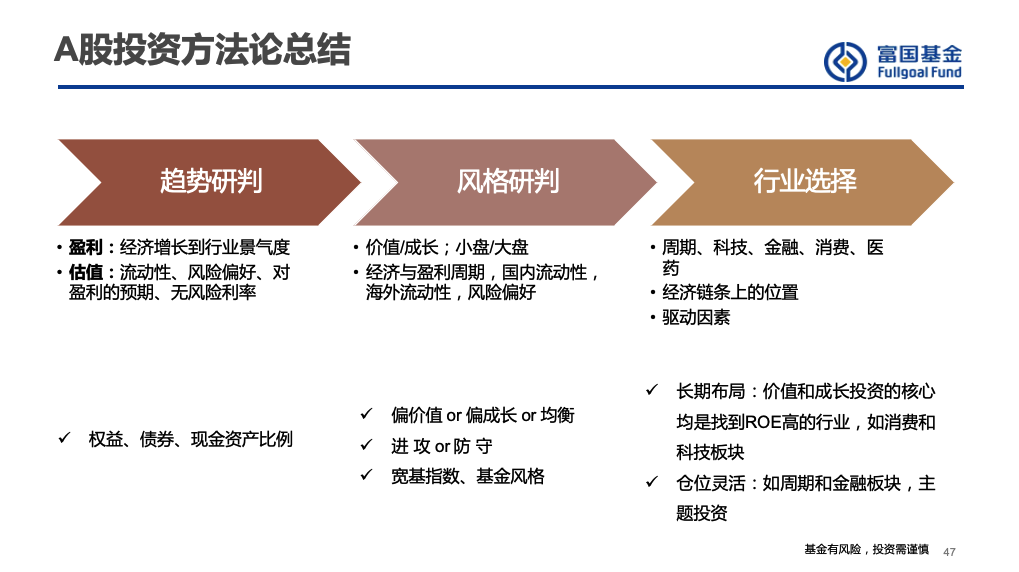 A股投资方法论总结
富国基金
Fullgoal Fund
趋势研判
风格研判
行业选择
• 盈利：经济增长到行业景气度
• 估值：流动性、风险偏好、对
盈利的预期、无风险利率
• 价值/成长；小盘/大盘
• 经济与盈利周期，国内流动性，
海外流动性，风险偏好
• 周期、科技、金融、消费、医
药
• 经济链条上的位置
• 驱动因素
✓ 权益、债券、现金资产比例
✓ 偏价值 or 偏成长 or 均衡
✓ 进 攻 or 防 守
✓ 宽基指数、基金风格
✓ 长期布局：价值和成长投资的核心
均是找到ROE高的行业，如消费和
科技板块
✓ 仓位灵活：如周期和金融板块，主
题投资
基金有风险，投资需谨慎
47